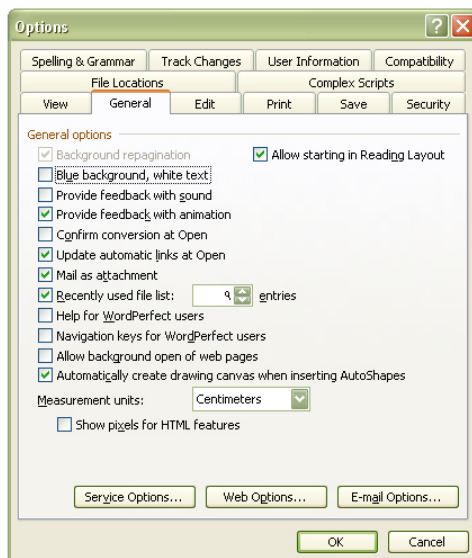 Options
Spelling & Grammar Track Changes User Information Compatibility
File Locations Complex Scripts
View General Edit Print Save Security
General options
Background repagination Allow starting in Reading Layout
Blue background, white text
Provide feedback with sound
Provide feedback with animation
Confirm conversion at Open
Update automatic links at Open
Mail as attachment
Recently used file list: ٩ entries
Help for WordPerfect users
Navigation keys for WordPerfect users
Allow background open of web pages
Automatically create drawing canvas when inserting AutoShapes
Measurement units: Centimeters
Show pixels for HTML features
Service Options... Web Options... E-mail Options...
OK Cancel